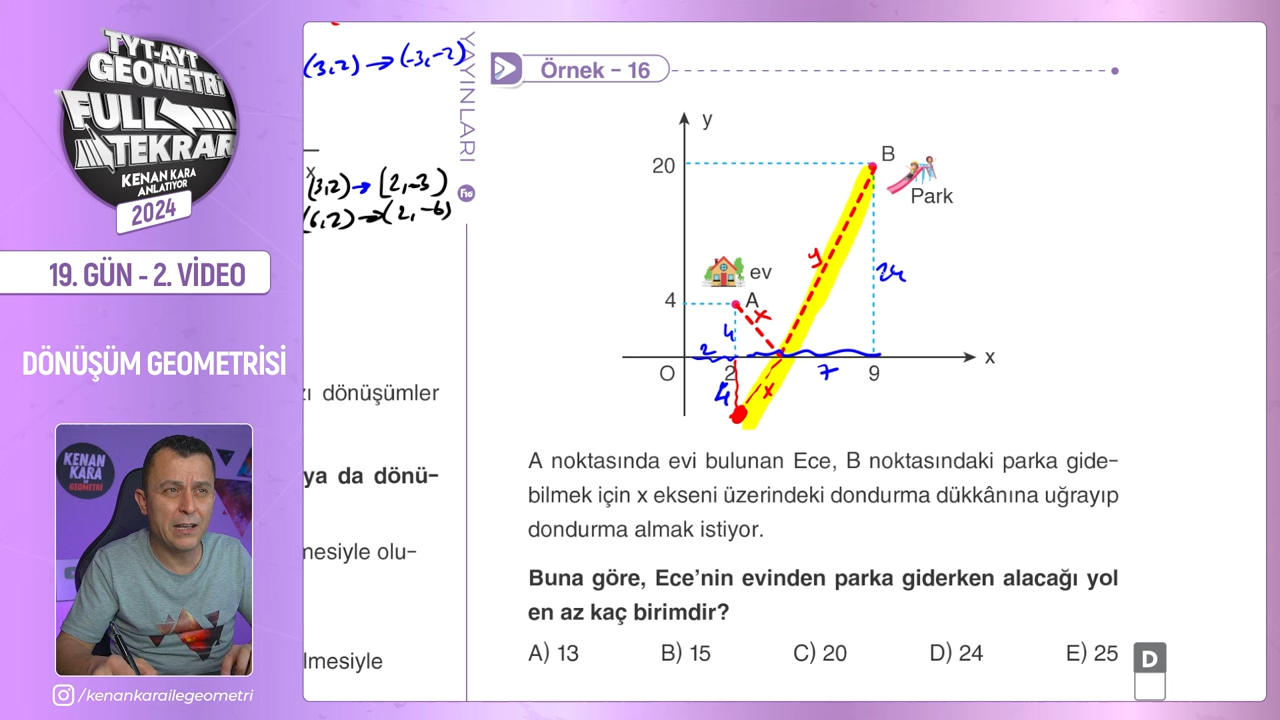 TYT-AYT
GEOMETRİ
FULL
TEKRAR
KENAN KARA
ANLATIYOR
2024
19. GÜN - 2. VİDEO
DÖNÜŞÜM GEOMETRİSİ
KENAN
KARA
GEOMETRİ
/kenankarailegeometri
(3,2) → (-3,-2)
x
(3,2) → (2,-3)
(6,2) → (2,-6)
ı dönüşümler
ya da dönü-
mesiyle olu-
lmesiyle
YAYINLARI
Örnek - 16
y
20
B
Park
y
24
ev
4
A
x
4
2
x
O
2
7
9
4
x
A noktasında evi bulunan Ece, B noktasındaki parka gide-
bilmek için x ekseni üzerindeki dondurma dükkânına uğrayıp
dondurma almak istiyor.
Buna göre, Ece'nin evinden parka giderken alacağı yol
en az kaç birimdir?
A) 13 B) 15 C) 20 D) 24 E) 25
D